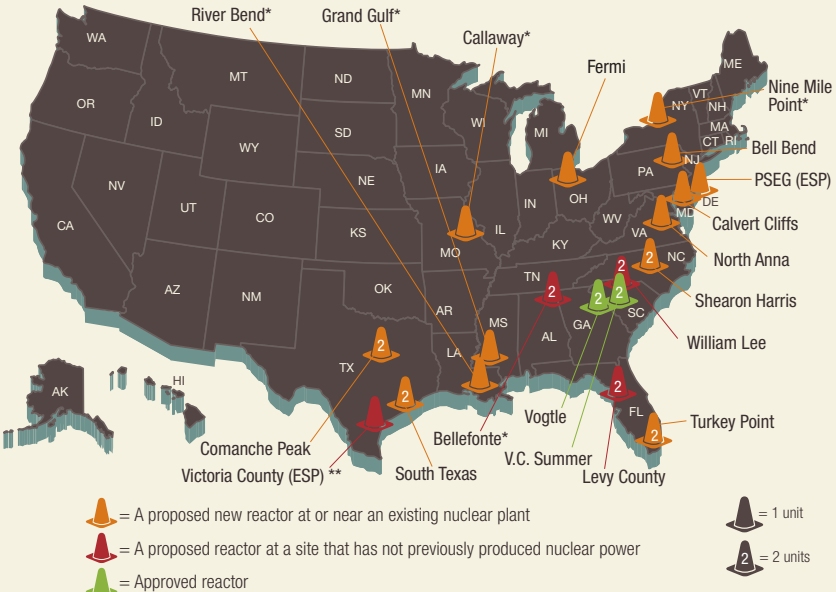 River Bend*
Grand Gulf*
Callaway*
Fermi
WA
MT
ND
MN
ME
VT
NY
NH
Nine Mile
Point*
OR
ID
SD
WI
MI
MA
CT RI
WY
Bell Bend
NE
IA
PA
NJ
PSEG (ESP)
NV
UT
CO
IN
OH
DE
MD
Calvert Cliffs
CA
KS
IL
WV
VA
MO
KY
North Anna
2
NC
AZ
NM
OK
TN
2
2
Shearon Harris
AR
2
2
SC
MS
GA
William Lee
AL
TX
2
LA
AK
HI
2
2
FL
Turkey Point
2
Vogtle
Bellefonte*
Comanche Peak
V.C. Summer
Victoria County (ESP) **
South Texas
Levy County
= A proposed new reactor at or near an existing nuclear plant
= 1 unit
= A proposed reactor at a site that has not previously produced nuclear power
2 = 2 units
= Approved reactor